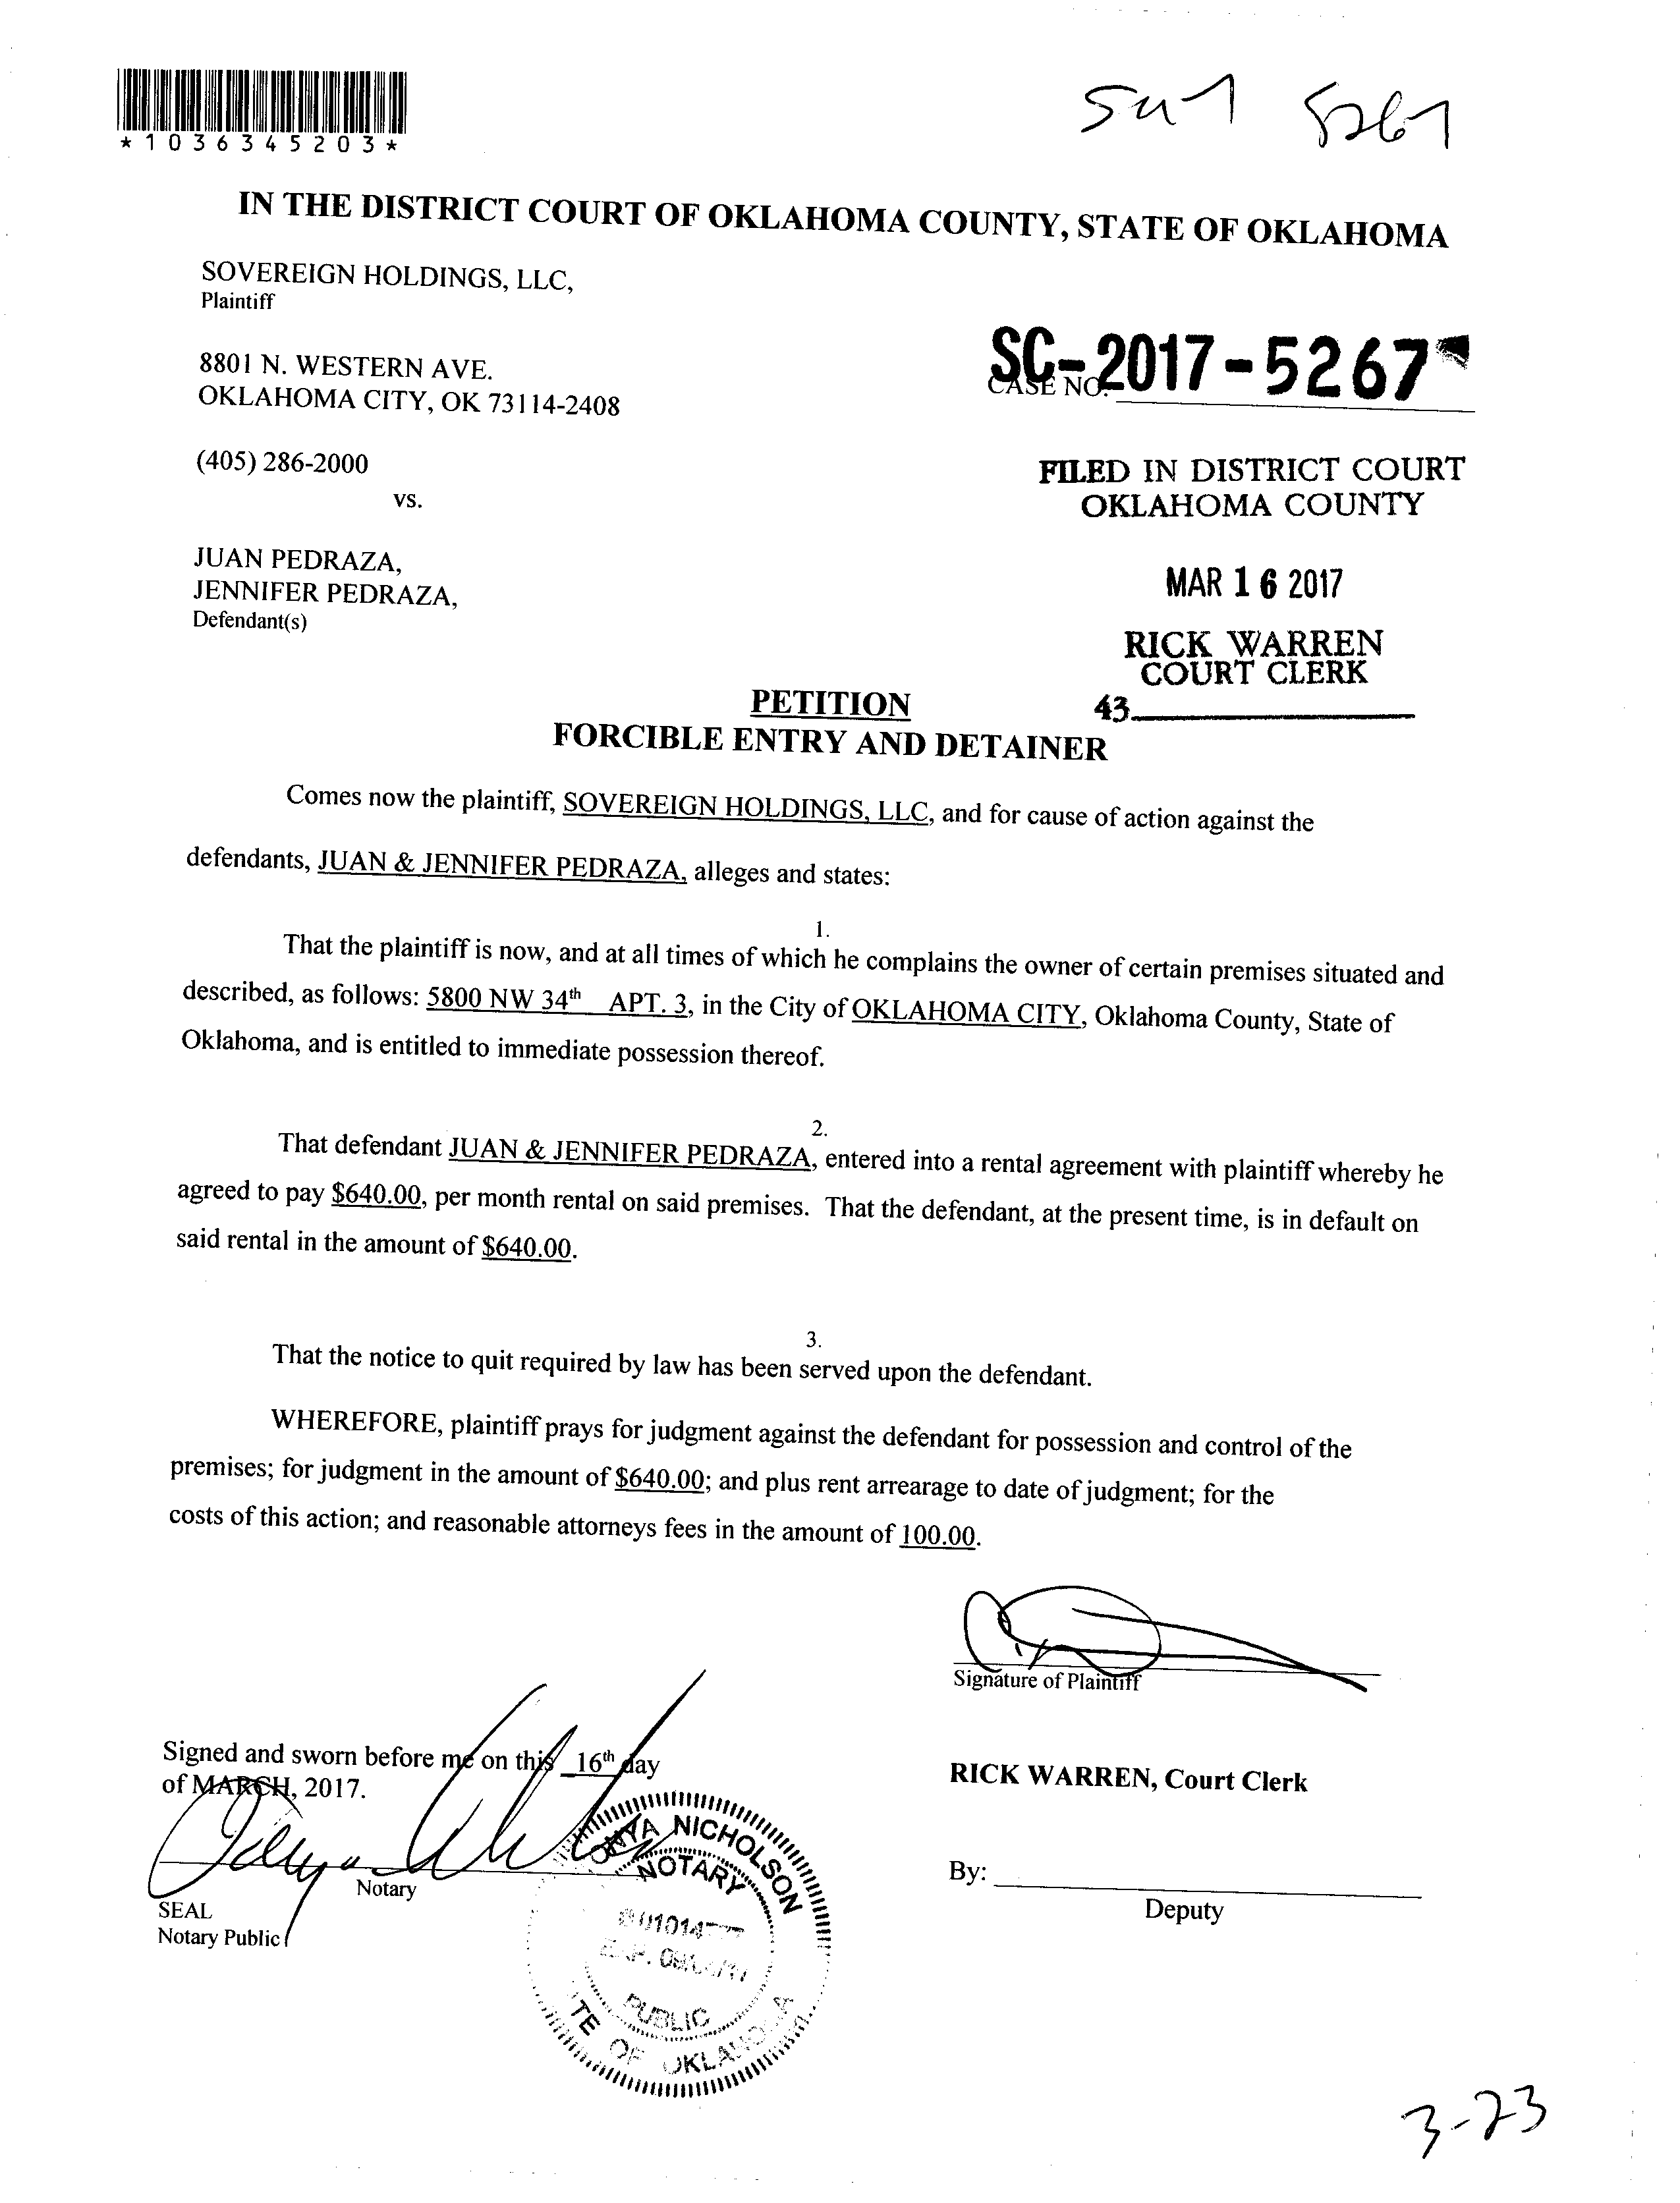 *1036345203*
5267
IN THE DISTRICT COURT OF OKLAHOMA COUNTY, STATE OF OKLAHOMA
SOVEREIGN HOLDINGS, LLC,
Plaintiff
8801 N. WESTERN AVE.
OKLAHOMA CITY, OK 73114-2408
SC-2017-5267
CASE NO.
(405) 286-2000
vs.
FILED IN DISTRICT COURT
OKLAHOMA COUNTY
JUAN PEDRAZA,
JENNIFER PEDRAZA,
Defendant(s)
MAR 16 2017
RICK WARREN
COURT CLERK
43
PETITION
FORCIBLE ENTRY AND DETAINER
Comes now the plaintiff, SOVEREIGN HOLDINGS, LLC, and for cause of action against the
defendants, JUAN & JENNIFER PEDRAZA, alleges and states:
1.
That the plaintiff is now, and at all times of which he complains the owner of certain premises situated and
described, as follows: 5800 NW 34th APT. 3, in the City of OKLAHOMA CITY, Oklahoma County, State of
Oklahoma, and is entitled to immediate possession thereof.
2.
That defendant JUAN & JENNIFER PEDRAZA, entered into a rental agreement with plaintiff whereby he
agreed to pay $640.00, per month rental on said premises. That the defendant, at the present time, is in default on
said rental in the amount of $640.00.
3.
That the notice to quit required by law has been served upon the defendant.
WHEREFORE, plaintiff prays for judgment against the defendant for possession and control of the
premises; for judgment in the amount of $640.00; and plus rent arrearage to date of judgment; for the
costs of this action; and reasonable attorneys fees in the amount of 100.00.
Signature of Plaintiff
Signed and sworn before me on this 16th day
of MARCH, 2017.
RICK WARREN, Court Clerk
Notary
SEAL
Notary Public
NICHOLSON
NOTARY
PUBLIC
OF OKLAHOMA
By:
Deputy
3-23